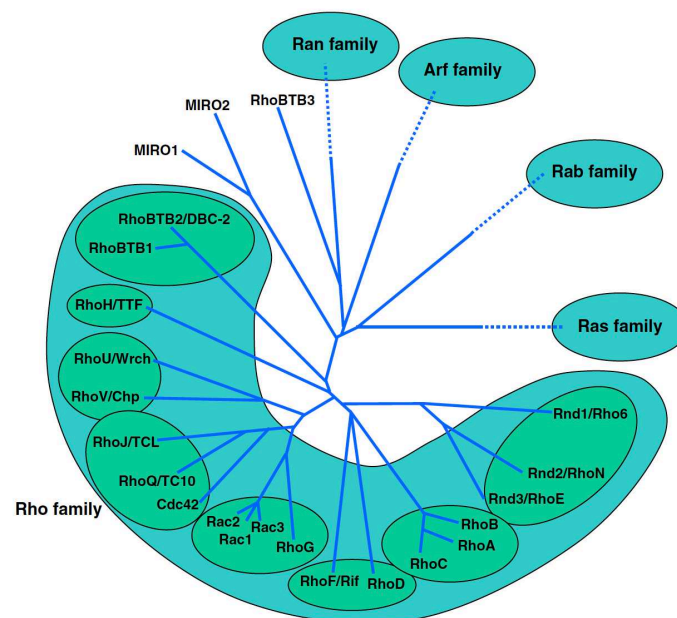 Ran family
Arf family
RhoBTB3
MIRO2
MIRO1
Rab family
RhoBTB2/DBC-2
RhoBTB1
RhoH/TTF
Ras family
RhoU/Wrch
RhoV/Chp
Rnd1/Rho6
RhoJ/TCL
RhoQ/TC10
Rnd2/RhoN
Cdc42
Rnd3/RhoE
Rho family
Rac2
Rac3
Rac1
RhoG
RhoB
RhoA
RhoC
RhoF/Rif
RhoD